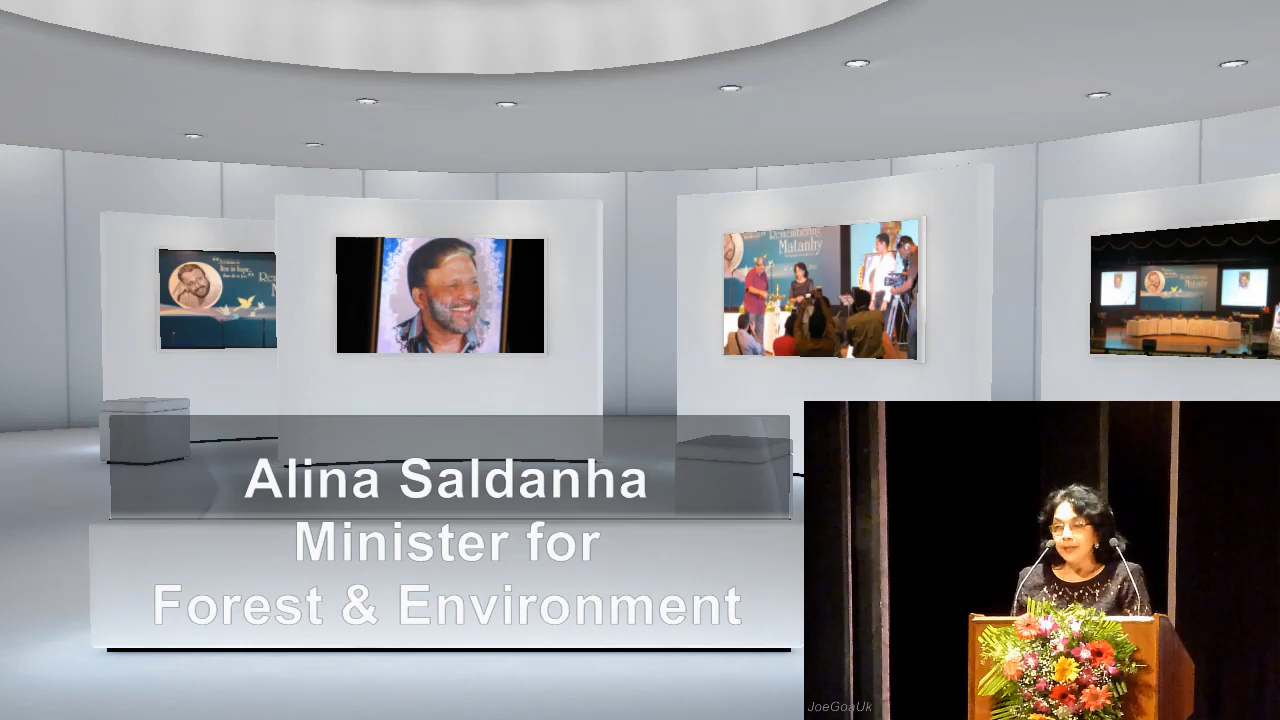 Remembering
Matanhy
Alina Saldanha
Minister for
Forest & Environment
JoeGoaUk